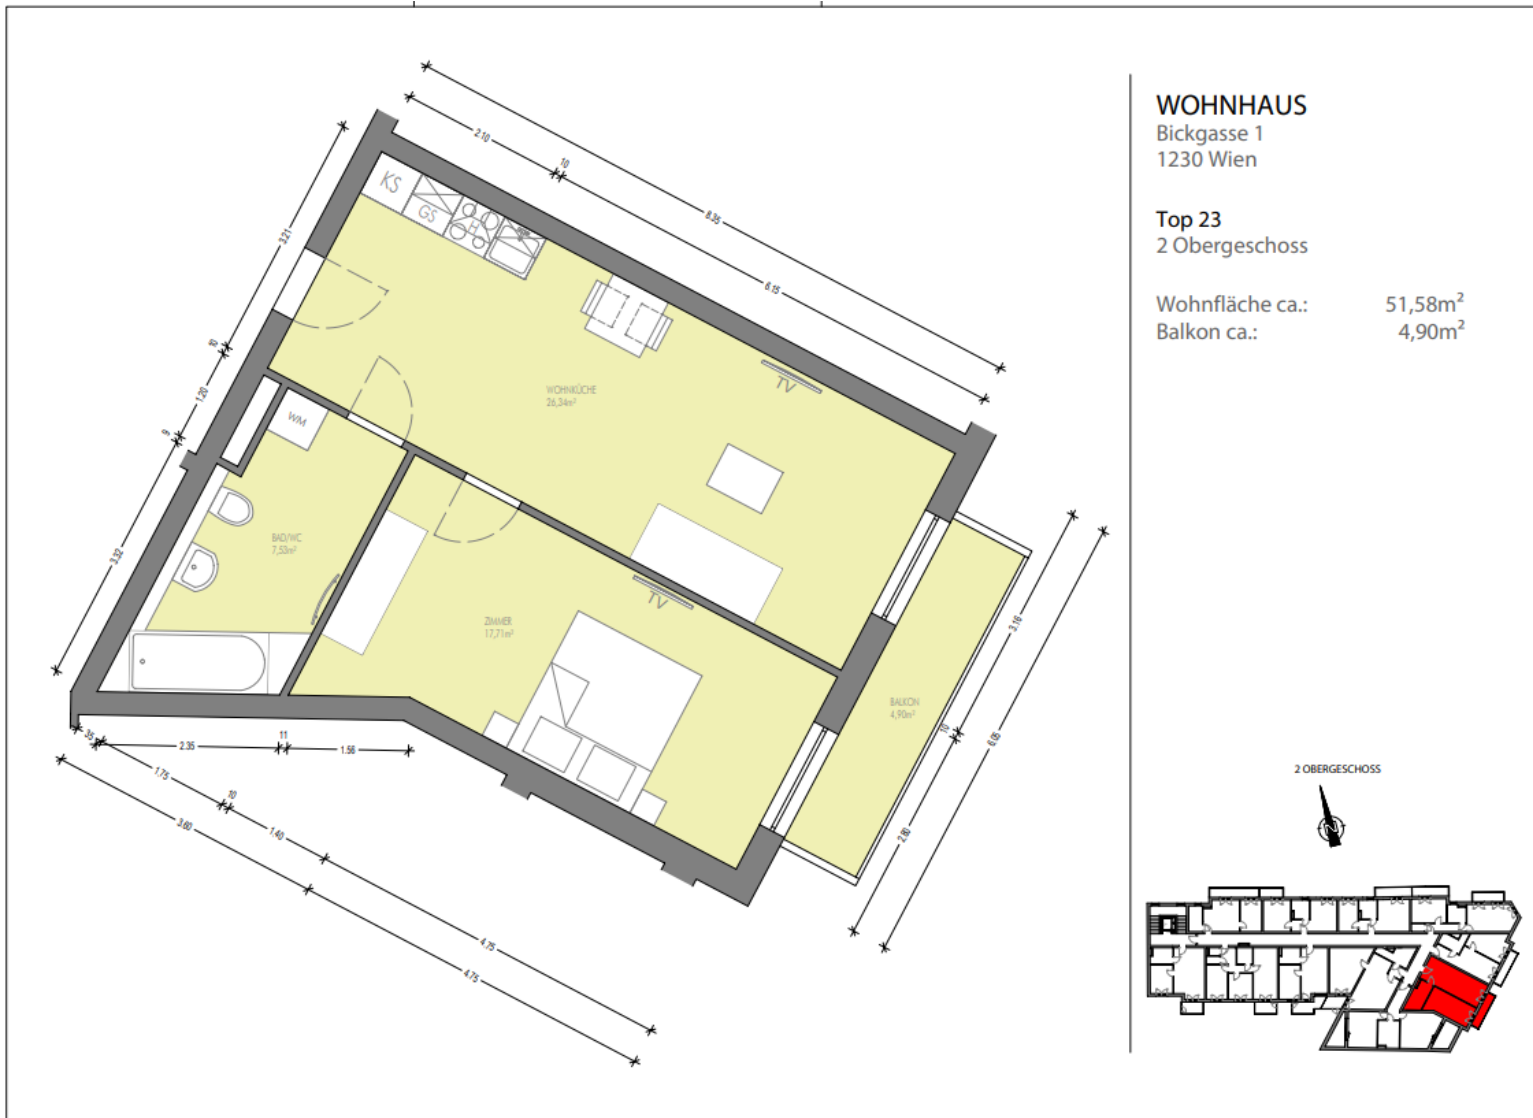 WOHNHAUS
Bickgasse 1
1230 Wien
Top 23
2 Obergeschoss
Wohnfläche ca.: 51,58m²
Balkon ca.: 4,90m²
2.10
10
8.35
6.15
3.21
1.20
9
3.32
KS
GS
H
TV
WOHNKÜCHE
26,34m²
WM
BAD/WC
7,53m²
TV
ZIMMER
17,71m²
BALKON
4,90m²
3.16
10
6.05
2.80
35
2.35
11
1.56
1.75
10
1.40
3.60
4.75
4.75
2 OBERGESCHOSS
N